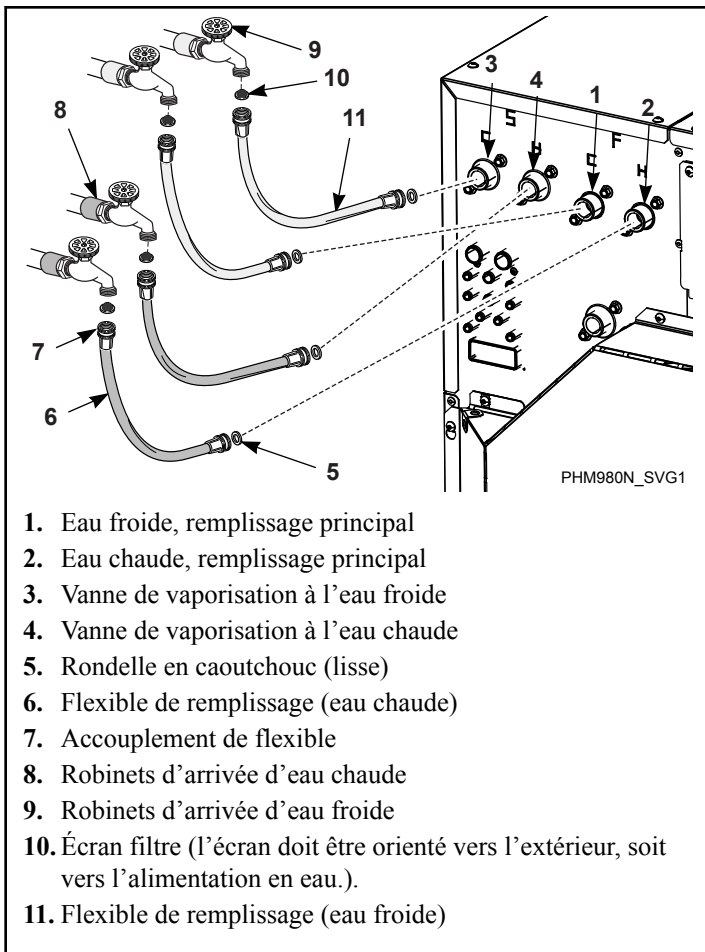 9
10
11
8
3
4
1
2
S
F
C
H
C
H
7
6
5
PHM980N_SVG1
1. Eau froide, remplissage principal
2. Eau chaude, remplissage principal
3. Vanne de vaporisation à l’eau froide
4. Vanne de vaporisation à l’eau chaude
5. Rondelle en caoutchouc (lisse)
6. Flexible de remplissage (eau chaude)
7. Accouplement de flexible
8. Robinets d’arrivée d’eau chaude
9. Robinets d’arrivée d’eau froide
10. Écran filtre (l’écran doit être orienté vers l’extérieur, soit
vers l’alimentation en eau.).
11. Flexible de remplissage (eau froide)